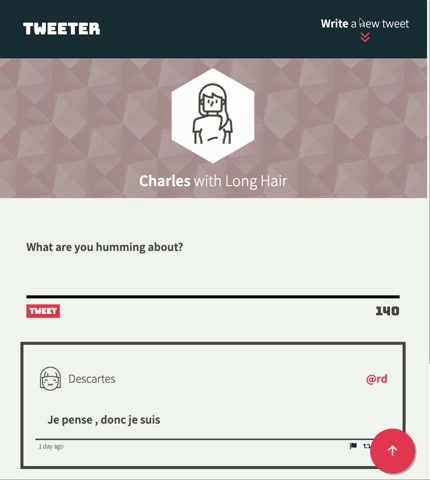 TWEETER
Write a new tweet
Charles with Long Hair
What are you humming about?
TWEET
140
Descartes
@rd
Je pense , donc je suis
1 day ago